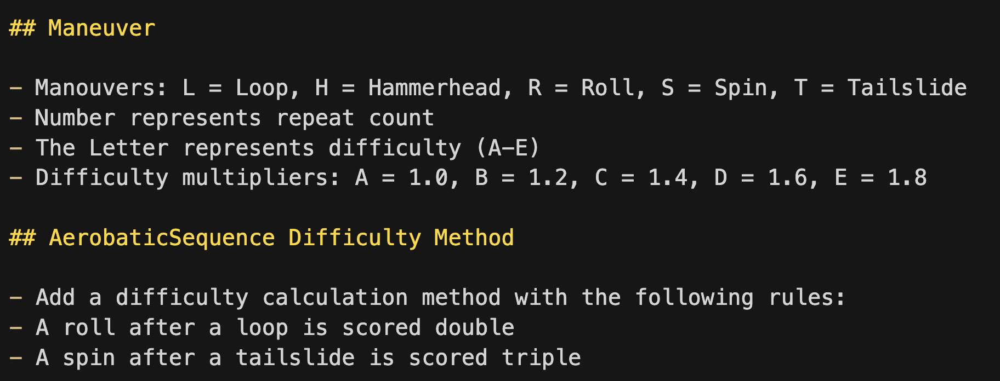 ## Maneuver
- Manouvers: L = Loop, H = Hammerhead, R = Roll, S = Spin, T = Tailslide
- Number represents repeat count
- The Letter represents difficulty (A-E)
- Difficulty multipliers: A = 1.0, B = 1.2, C = 1.4, D = 1.6, E = 1.8
## AerobaticSequence Difficulty Method
- Add a difficulty calculation method with the following rules:
- A roll after a loop is scored double
- A spin after a tailslide is scored triple